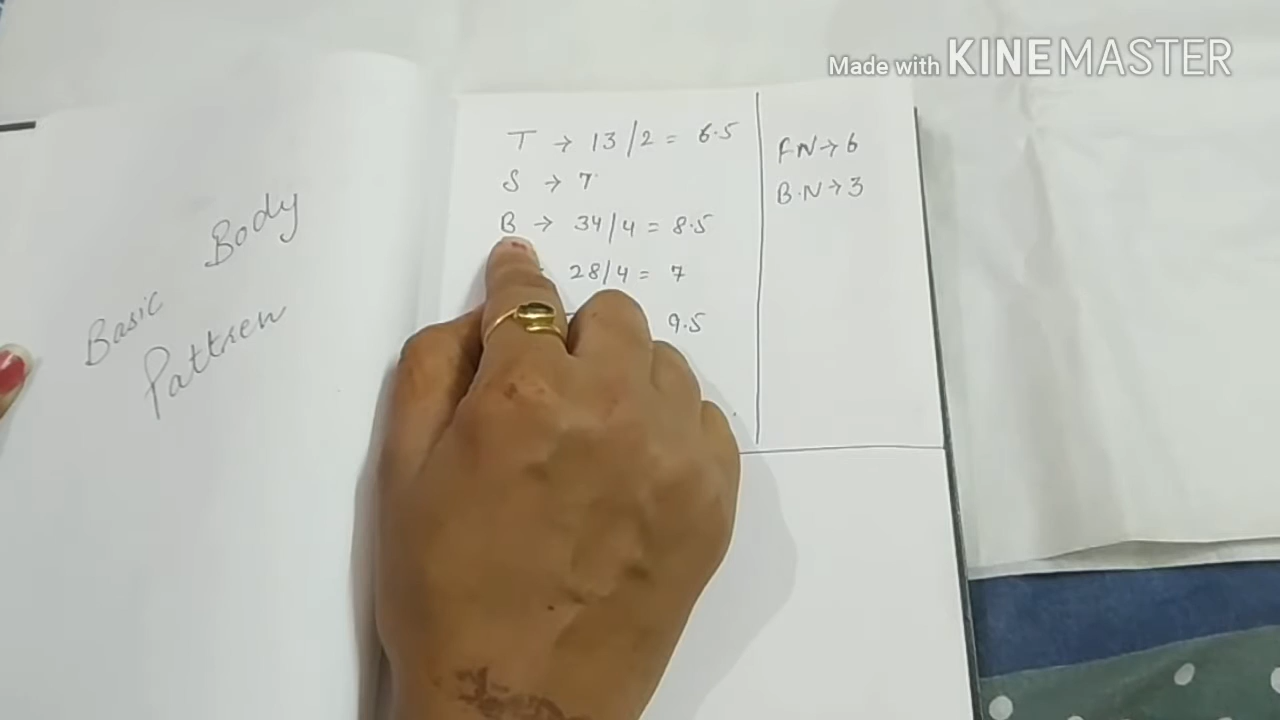 Made with KINEMASTER
Basic Body
Pattren
T → 13/2 = 6.5
S → 7
B → 34/4 = 8.5
28/4 = 7
9.5
FN → 6
B.N → 3